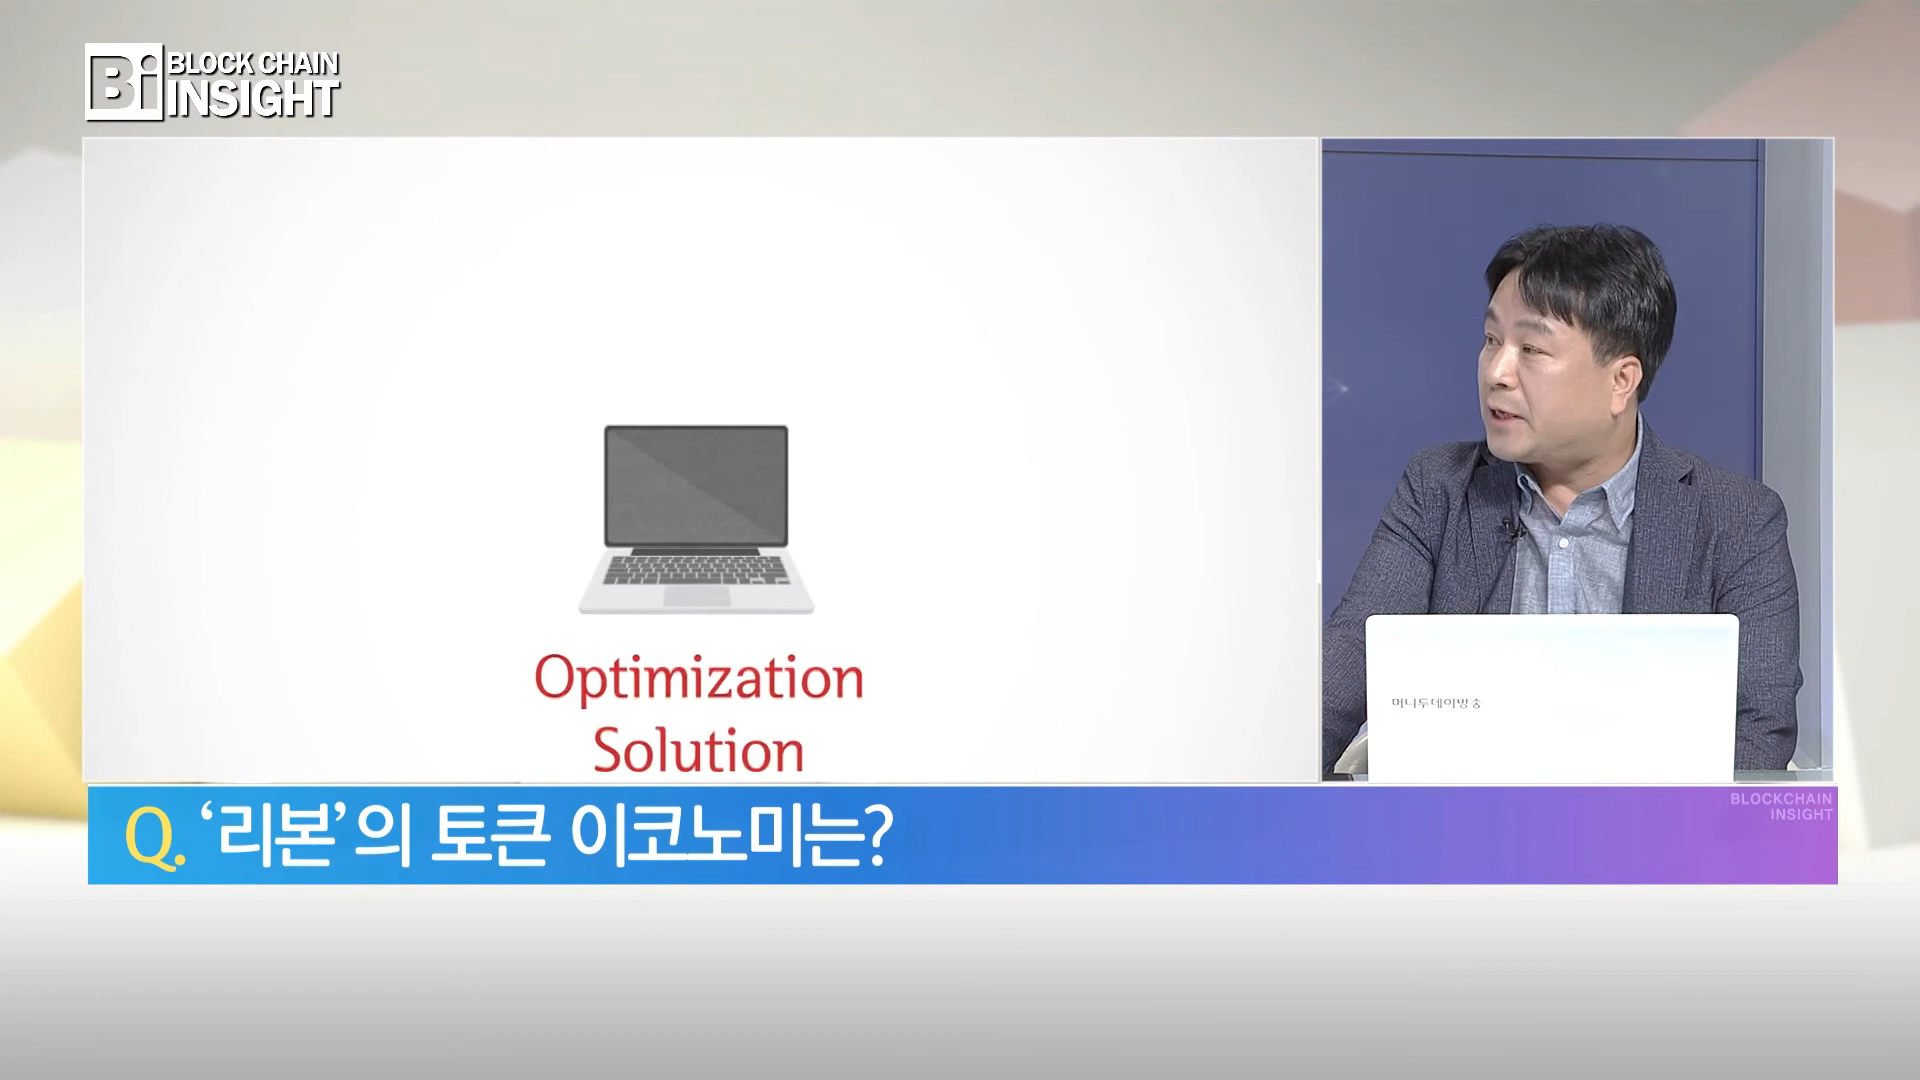 Bi BLOCK CHAIN
INSIGHT
Optimization
Solution
머니투데이방송
Q. ‘리본’의 토큰 이코노미는?
BLOCKCHAIN
INSIGHT